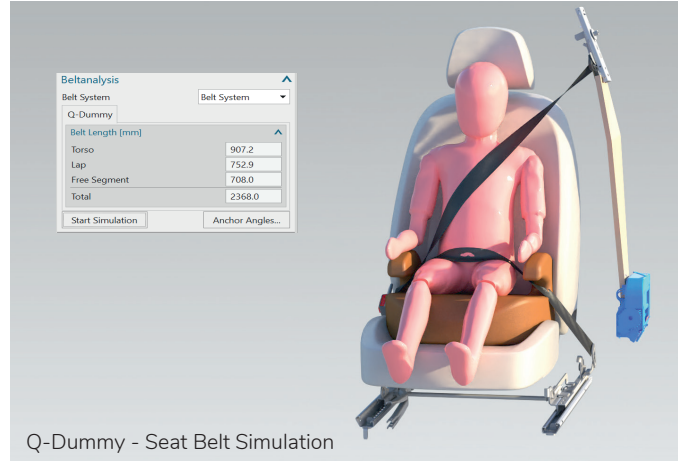 Beltanalysis
Belt System Belt System
Q-Dummy
Belt Length [mm]
Torso 907.2
Lap 752.9
Free Segment 708.0
Total 2368.0
Start Simulation Anchor Angles...
Q-Dummy - Seat Belt Simulation